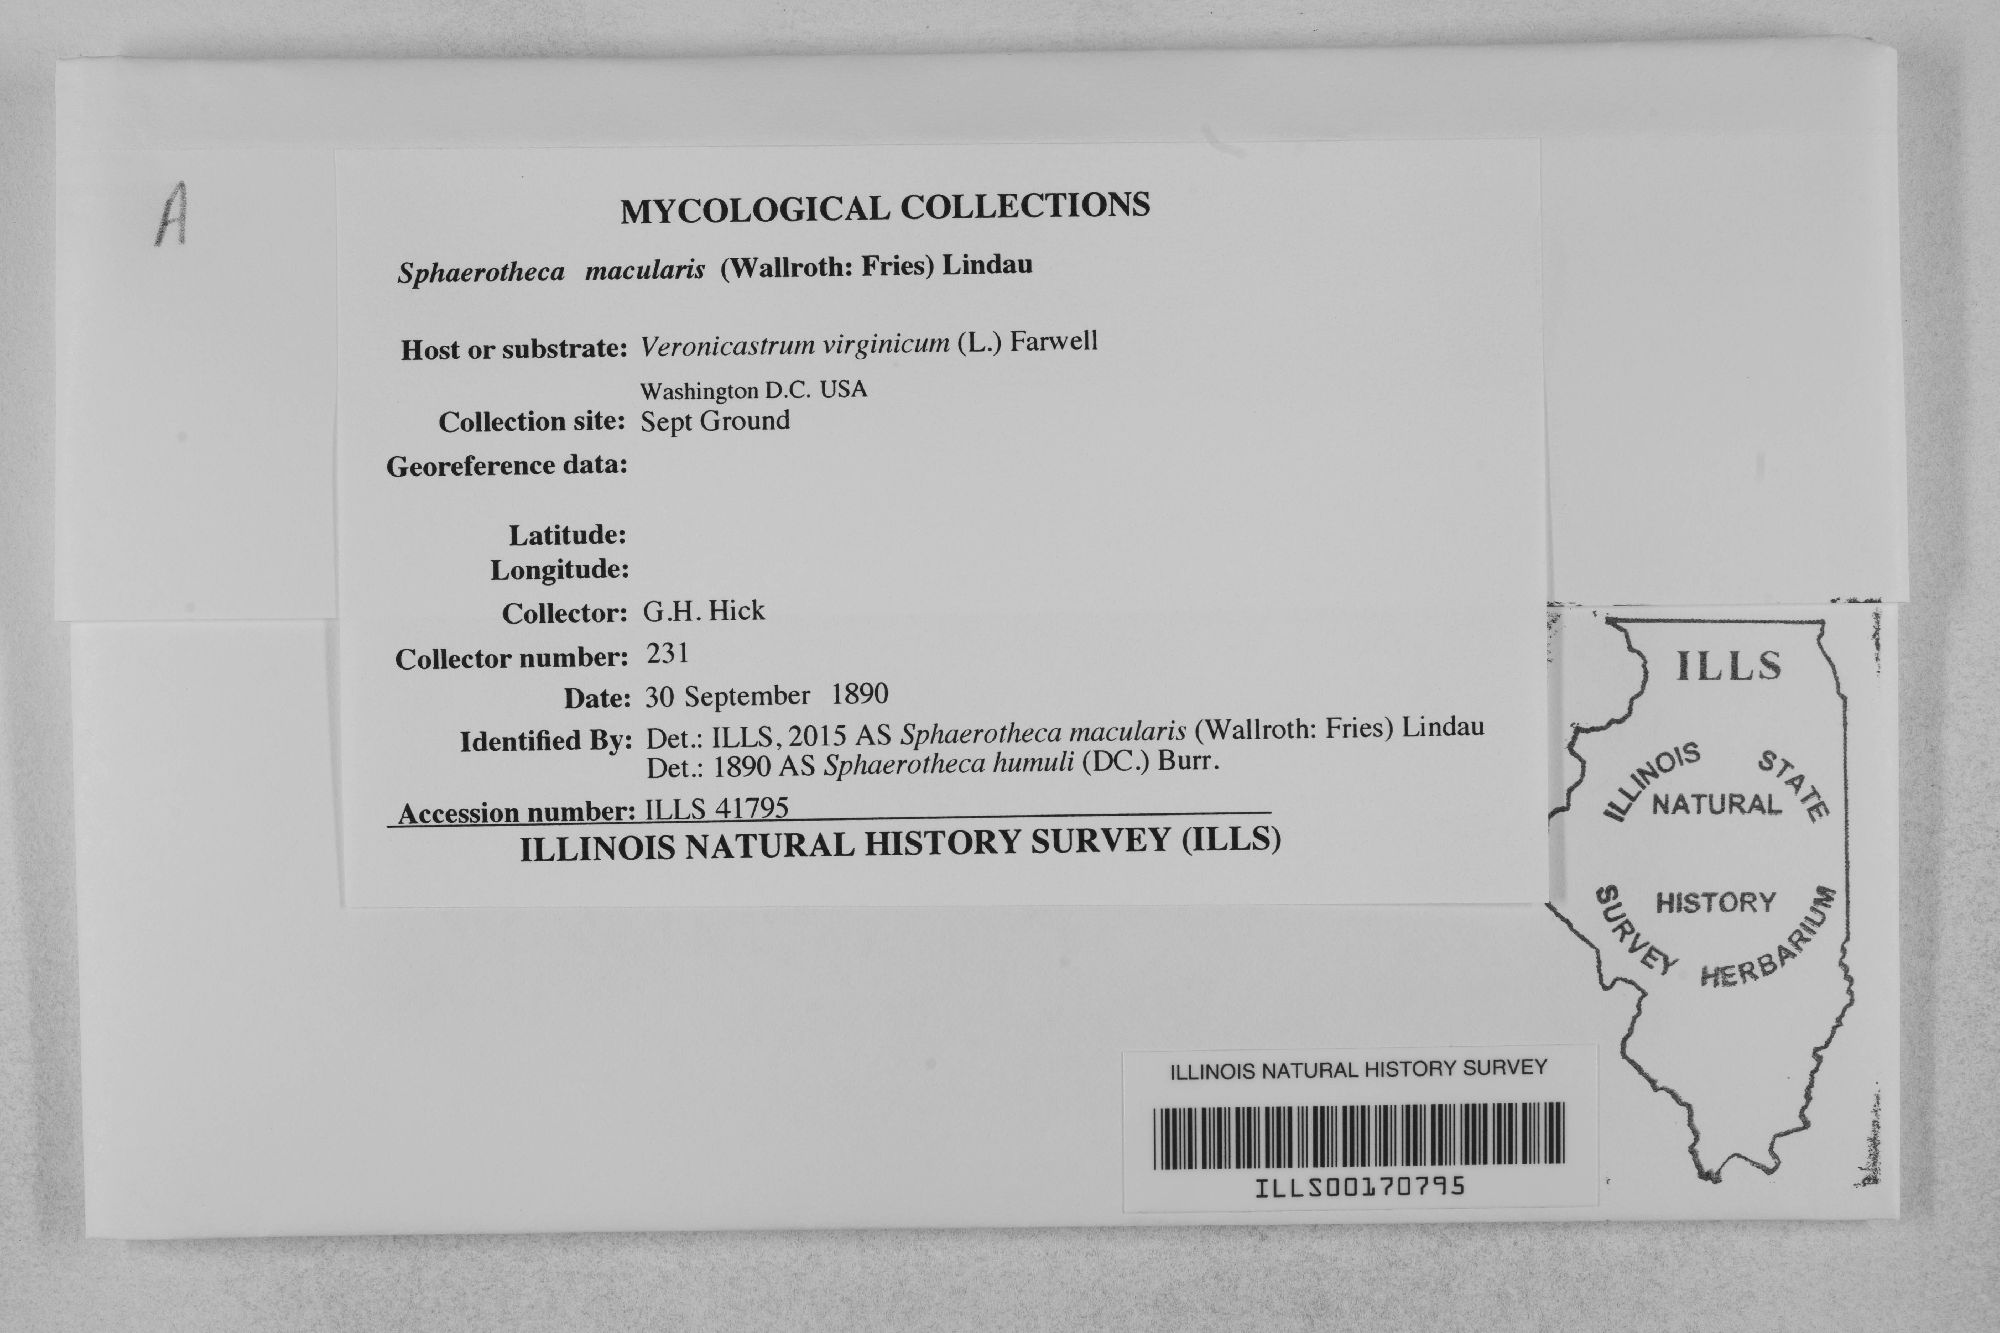 A
MYCOLOGICAL COLLECTIONS
Sphaerotheca macularis (Wallroth: Fries) Lindau
Host or substrate: Veronicastrum virginicum (L.) Farwell
Washington D.C. USA
Collection site: Sept Ground
Georeference data:
Latitude:
Longitude:
Collector: G.H. Hick
Collector number: 231
Date: 30 September 1890
Identified By: Det.: ILLS, 2015 AS Sphaerotheca macularis (Wallroth: Fries) Lindau
Det.: 1890 AS Sphaerotheca humuli (DC.) Burr.
Accession number: ILLS 41795
ILLINOIS NATURAL HISTORY SURVEY (ILLS)
ILLS
ILLINOIS STATE
NATURAL
HISTORY
SURVEY HERBARIUM
ILLINOIS NATURAL HISTORY SURVEY
ILLS00170795